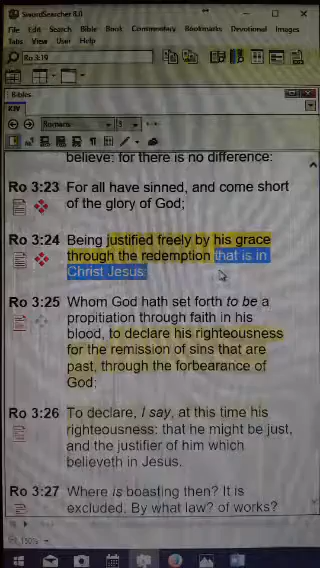 SwordSearcher 8.0
File Edit Search Bible Book Commentary Bookmarks Devotional Images
Tabs View User Help
Ro 3:19
Bibles
KJV
Romans 3
believe: for there is no difference:
Ro 3:23 For all have sinned, and come short
of the glory of God;
Ro 3:24 Being justified freely by his grace
through the redemption that is in
Christ Jesus:
Ro 3:25 Whom God hath set forth to be a
propitiation through faith in his
blood, to declare his righteousness
for the remission of sins that are
past, through the forbearance of
God;
Ro 3:26 To declare, I say, at this time his
righteousness: that he might be just,
and the justifier of him which
believeth in Jesus.
Ro 3:27 Where is boasting then? It is
excluded. By what law? of works?
150%